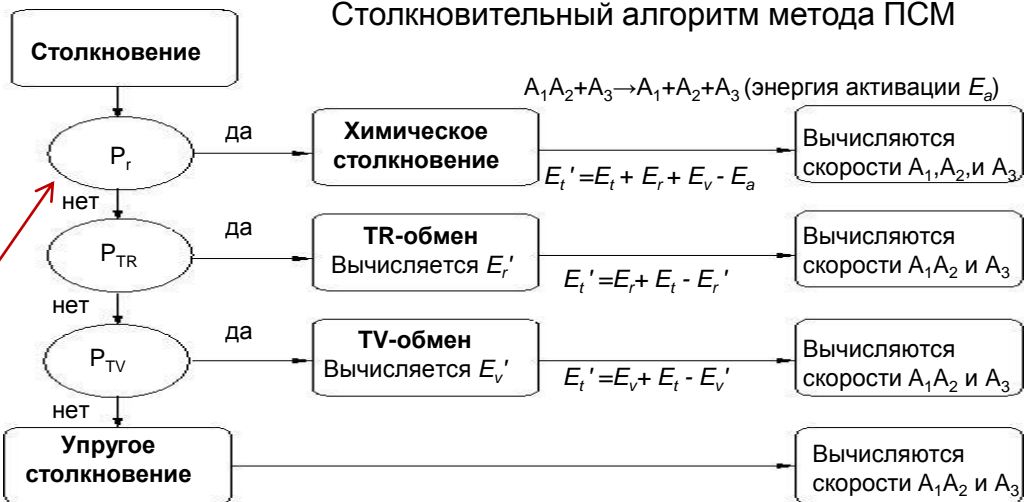 Столкновительный алгоритм метода ПСМ
Столкновение
A₁A₂+A₃→A₁+A₂+A₃ (энергия активации Eₐ)
Pᵣ
да
Химическое
столкновение
Eₜ' =Eₜ + Eᵣ + Eᵥ - Eₐ
Вычисляются
скорости A₁,A₂,и A₃
нет
P_TR
да
TR-обмен
Вычисляется Eᵣ'
Eₜ' =Eᵣ+ Eₜ - Eᵣ'
Вычисляются
скорости A₁A₂ и A₃
нет
P_TV
да
TV-обмен
Вычисляется Eᵥ'
Eₜ' =Eᵥ+ Eₜ - Eᵥ'
Вычисляются
скорости A₁A₂ и A₃
нет
Упругое
столкновение
Вычисляются
скорости A₁A₂ и A₃